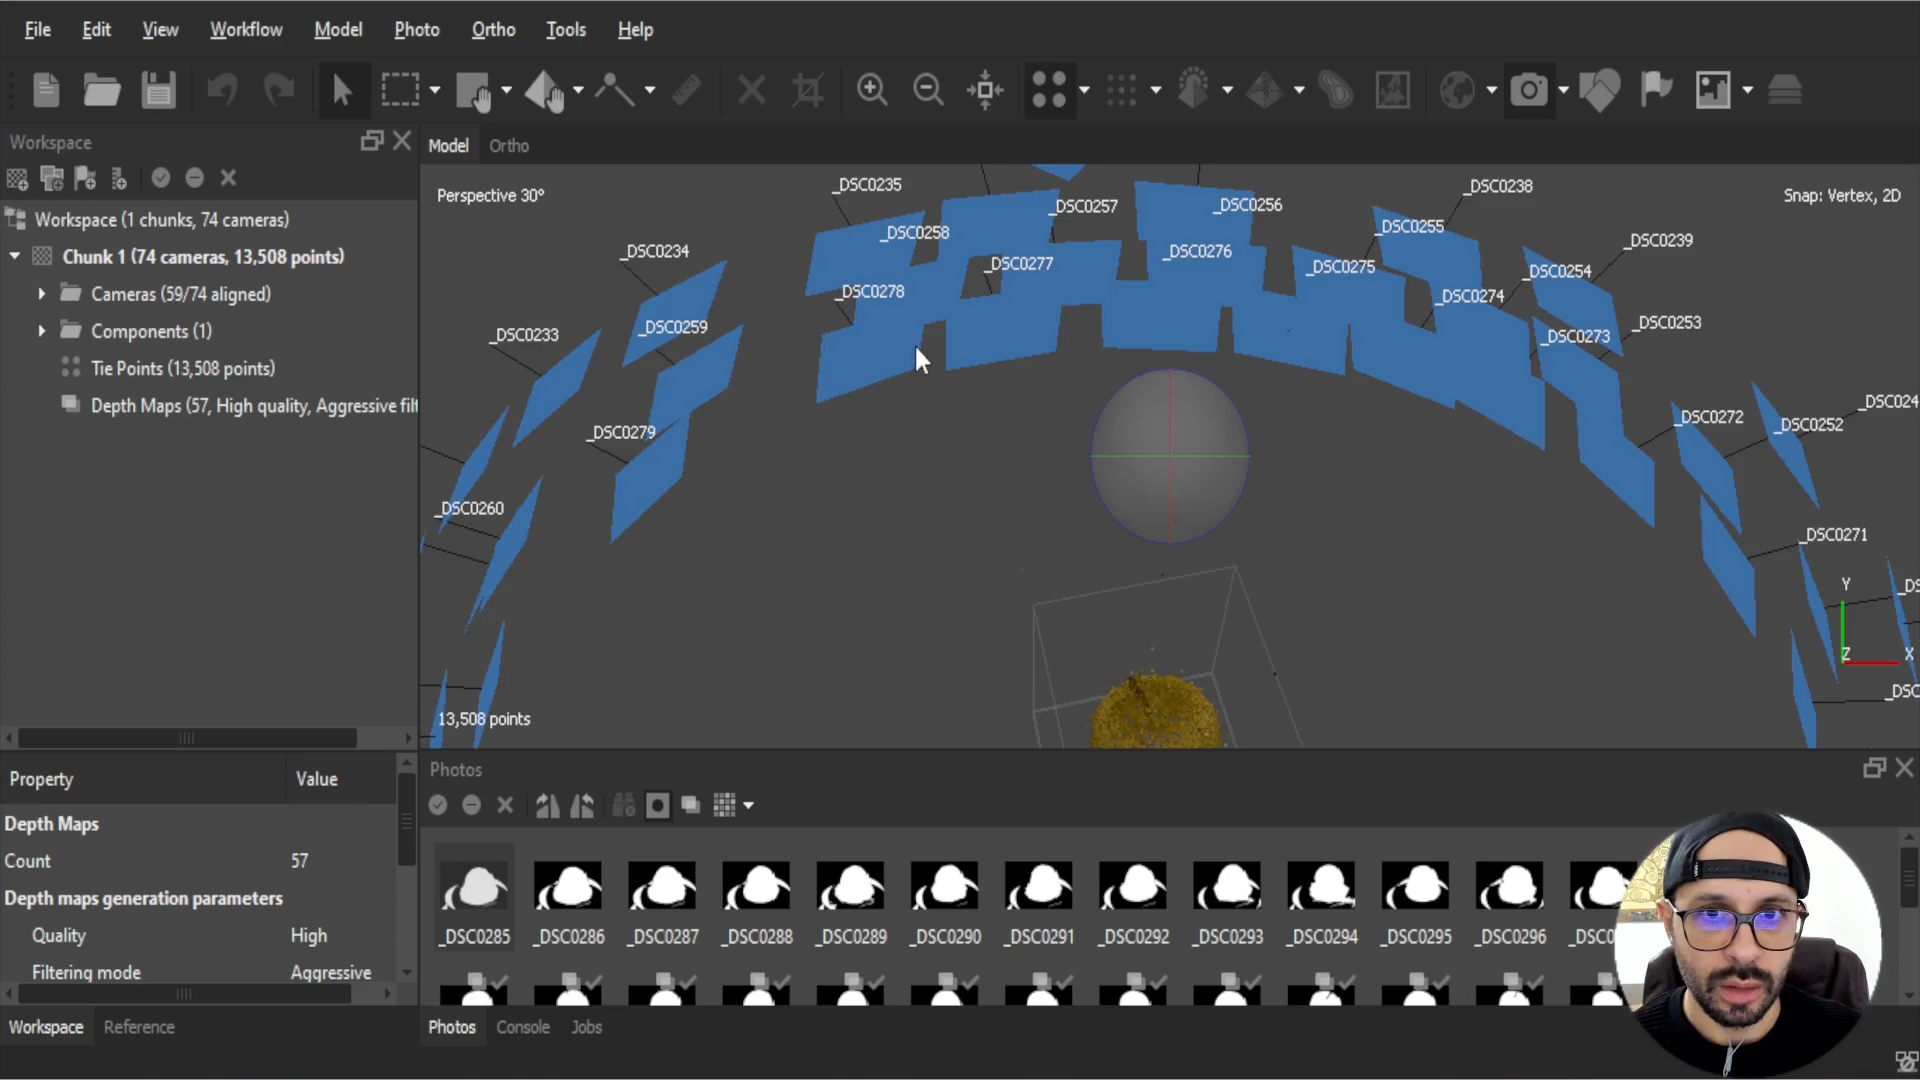 File Edit View Workflow Model Photo Ortho Tools Help
Workspace
Workspace (1 chunks, 74 cameras)
Chunk 1 (74 cameras, 13,508 points)
Cameras (59/74 aligned)
Components (1)
Tie Points (13,508 points)
Depth Maps (57, High quality, Aggressive filt
Property Value
Depth Maps
Count 57
Depth maps generation parameters
Quality High
Filtering mode Aggressive
Workspace Reference
Model Ortho
Perspective 30°
Snap: Vertex, 2D
_DSC0235
_DSC0238
_DSC0257
_DSC0256
_DSC0255
_DSC0258
_DSC0239
_DSC0234
_DSC0276
_DSC0277
_DSC0275
_DSC0254
_DSC0278
_DSC0274
_DSC0259
_DSC0253
_DSC0233
_DSC0273
_DSC024
_DSC0272
_DSC0252
_DSC0279
_DSC0260
_DSC0271
_DS
Y
Z
X
_DSC
13,508 points
Photos
_DSC0285 _DSC0286 _DSC0287 _DSC0288 _DSC0289 _DSC0290 _DSC0291 _DSC0292 _DSC0293 _DSC0294 _DSC0295 _DSC0296 _DSC0
Photos Console Jobs